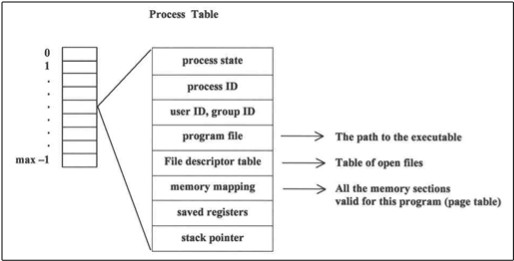 Process Table
0
1
.
.
.
.
.
max –1
process state
process ID
user ID, group ID
program file
The path to the executable
File descriptor table
Table of open files
memory mapping
All the memory sections
valid for this program (page table)
saved registers
stack pointer